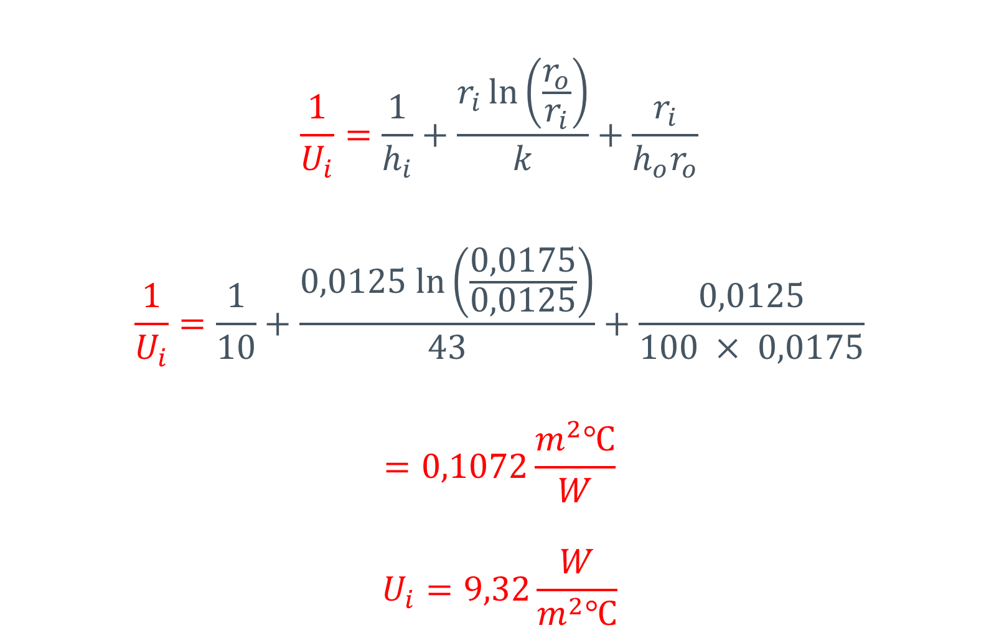 1/U_i = 1/h_i + r_i ln(r_o/r_i)/k + r_i/h_o r_o
1/U_i = 1/10 + 0,0125 ln(0,0175/0,0125)/43 + 0,0125/100 × 0,0175
= 0,1072 m²℃/W
U_i = 9,32 W/m²℃